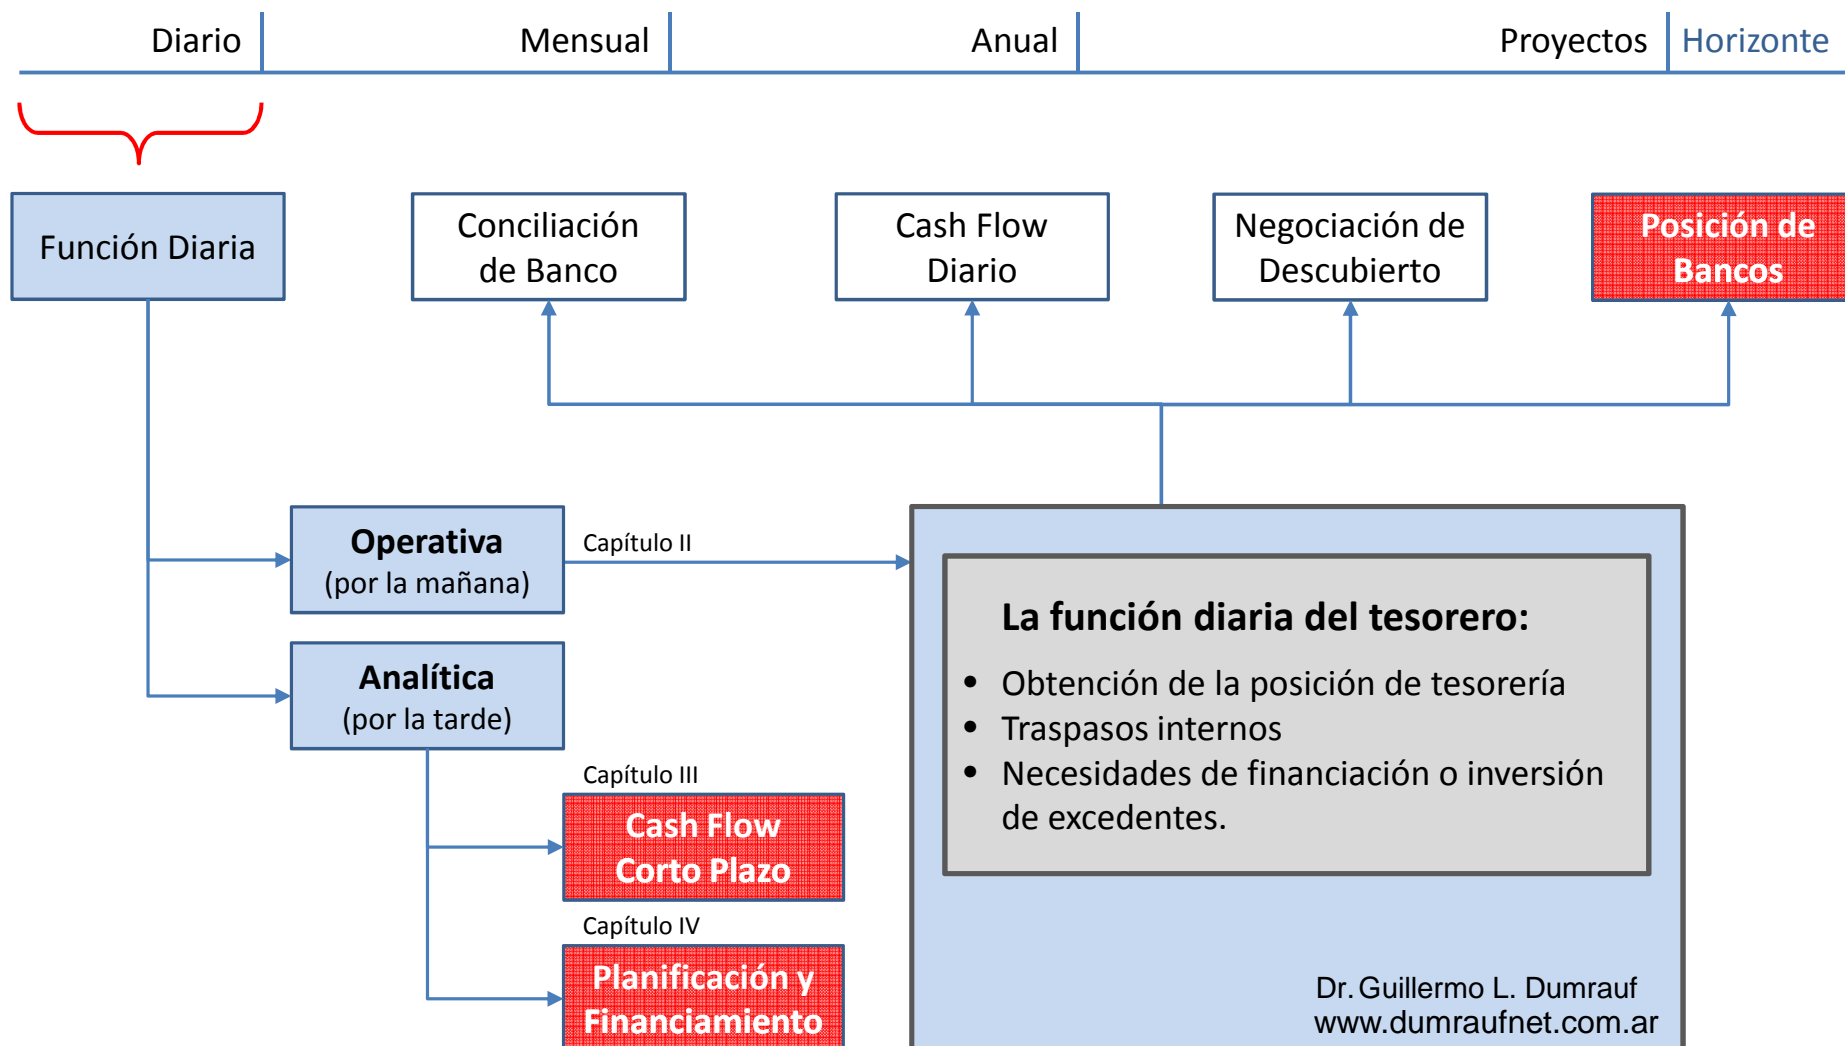 Diario
Mensual
Anual
Proyectos
Horizonte
Función Diaria
Conciliación
de Banco
Cash Flow
Diario
Negociación de
Descubierto
Posición de
Bancos
Operativa
(por la mañana)
Capítulo II
Analítica
(por la tarde)
Capítulo III
Cash Flow
Corto Plazo
Capítulo IV
Planificación y
Financiamiento
La función diaria del tesorero:
• Obtención de la posición de tesorería
• Traspasos internos
• Necesidades de financiación o inversión
de excedentes.
Dr. Guillermo L. Dumrauf
www.dumraufnet.com.ar